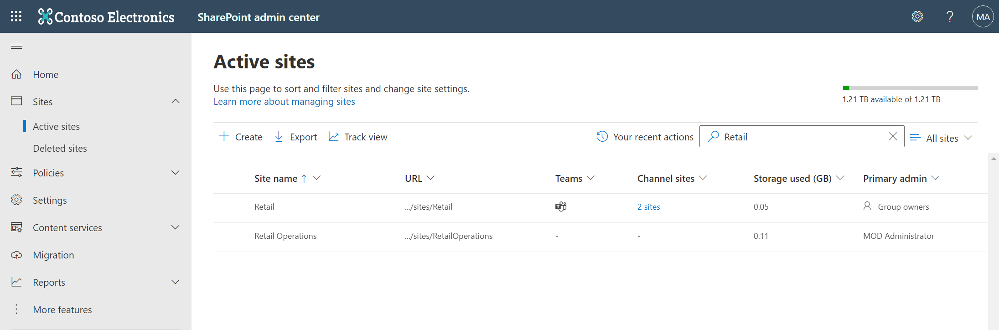 Contoso Electronics SharePoint admin center ? MA
Home
Sites
Active sites
Deleted sites
Policies
Settings
Content services
Migration
Reports
More features
Active sites
Use this page to sort and filter sites and change site settings.
Learn more about managing sites
1.21 TB available of 1.21 TB
Create Export Track view Your recent actions Retail All sites
Site name ↑ URL Teams Channel sites Storage used (GB) Primary admin
Retail .../sites/Retail 2 sites 0.05 Group owners
Retail Operations .../sites/RetailOperations - - 0.11 MOD Administrator